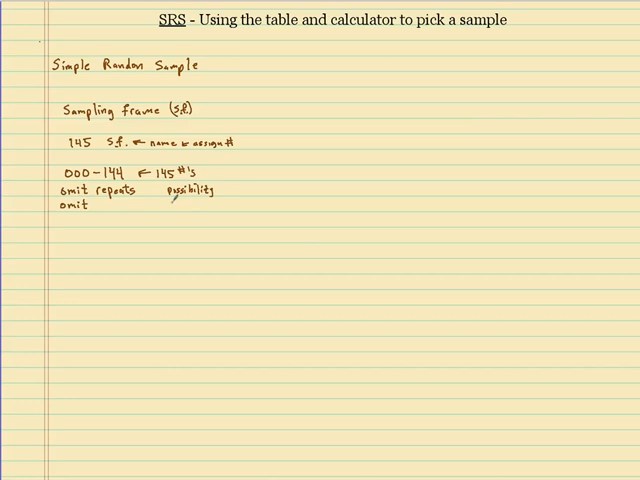 SRS - Using the table and calculator to pick a sample
Simple Random Sample
Sampling frame (s.f.)
145 s.f. ← name & assign #
000 - 144 ← 145 #'s
omit repeats possibility
omit